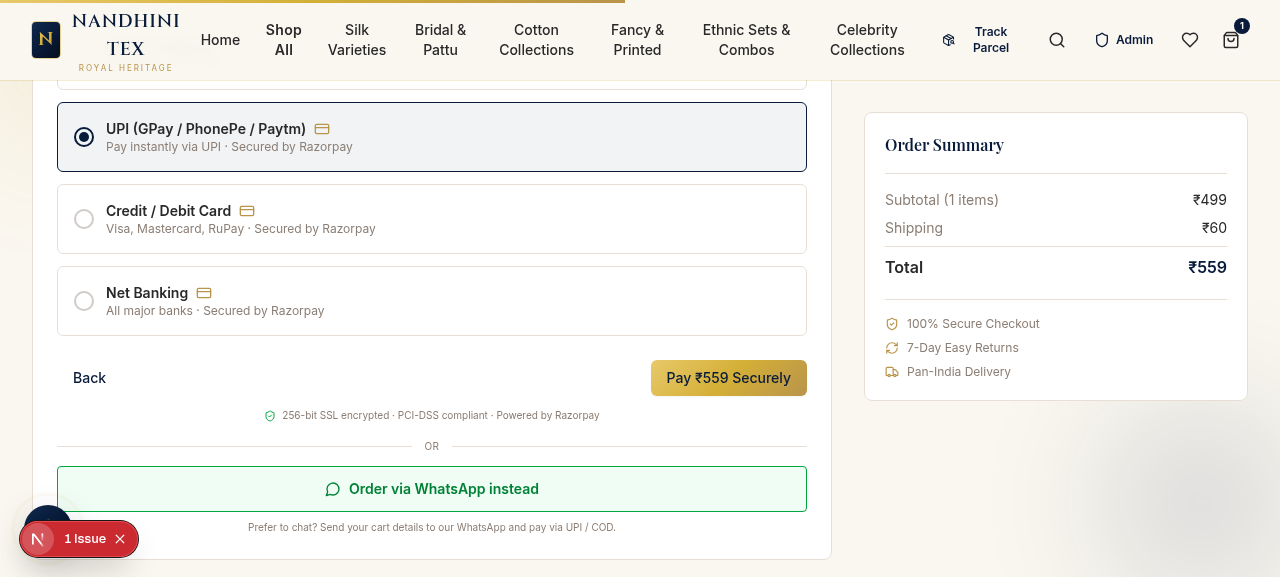 N
NANDHINI
TEX
ROYAL HERITAGE
Home
Shop
All
Silk
Varieties
Bridal &
Pattu
Cotton
Collections
Fancy &
Printed
Ethnic Sets &
Combos
Celebrity
Collections
Track
Parcel
Admin
1
UPI (GPay / PhonePe / Paytm)
Pay instantly via UPI · Secured by Razorpay
Credit / Debit Card
Visa, Mastercard, RuPay · Secured by Razorpay
Net Banking
All major banks · Secured by Razorpay
Back
Pay ₹559 Securely
256-bit SSL encrypted · PCI-DSS compliant · Powered by Razorpay
OR
Order via WhatsApp instead
Prefer to chat? Send your cart details to our WhatsApp and pay via UPI / COD.
N
1 Issue
Order Summary
Subtotal (1 items)
₹499
Shipping
₹60
Total
₹559
100% Secure Checkout
7-Day Easy Returns
Pan-India Delivery